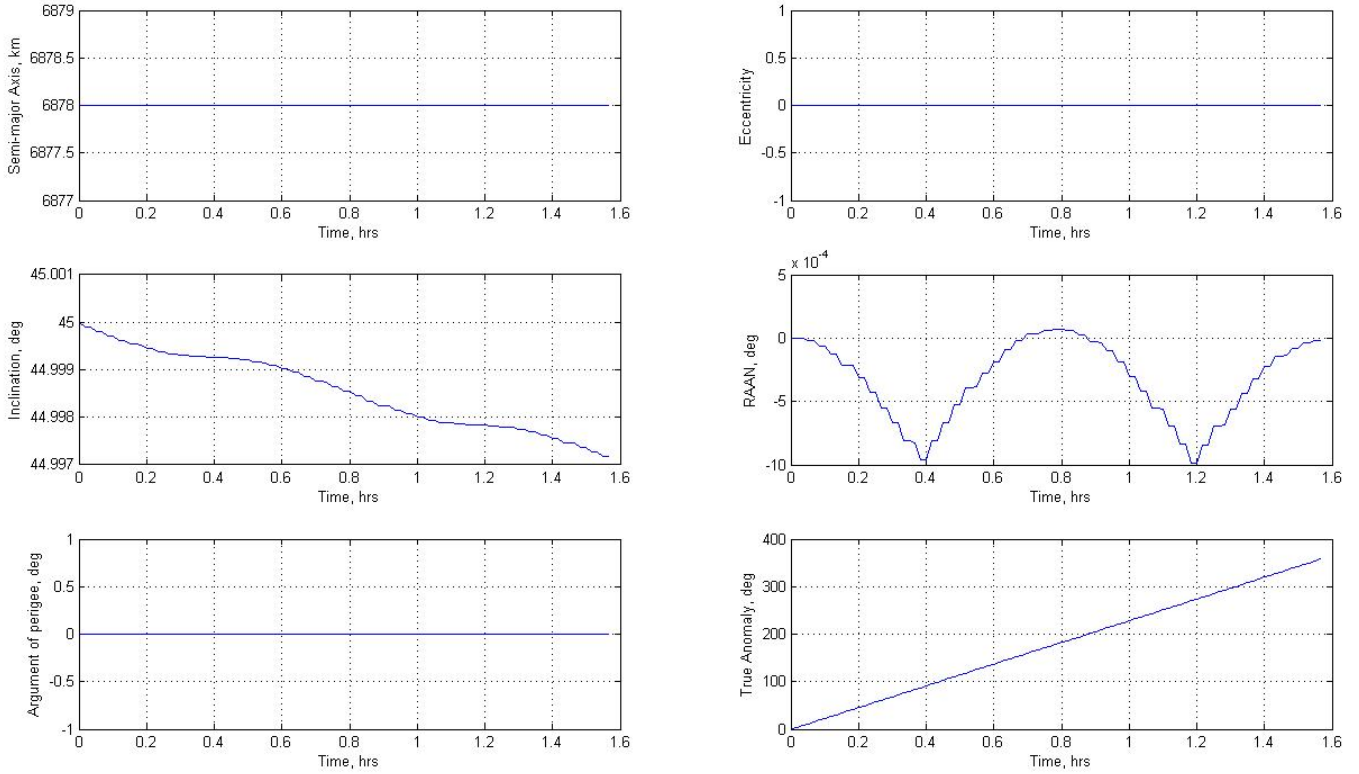 6879
6878.5
6878
6877.5
6877
Semi-major Axis, km
0 0.2 0.4 0.6 0.8 1 1.2 1.4 1.6
Time, hrs
1
0.5
0
-0.5
-1
Eccentricity
0 0.2 0.4 0.6 0.8 1 1.2 1.4 1.6
Time, hrs
45.001
45
44.999
44.998
44.997
Inclination, deg
0 0.2 0.4 0.6 0.8 1 1.2 1.4 1.6
Time, hrs
x 10-4
5
0
-5
-10
RAAN, deg
0 0.2 0.4 0.6 0.8 1 1.2 1.4 1.6
Time, hrs
1
0.5
0
-0.5
-1
Argument of perigee, deg
0 0.2 0.4 0.6 0.8 1 1.2 1.4 1.6
Time, hrs
400
300
200
100
0
True Anomaly, deg
0 0.2 0.4 0.6 0.8 1 1.2 1.4 1.6
Time, hrs